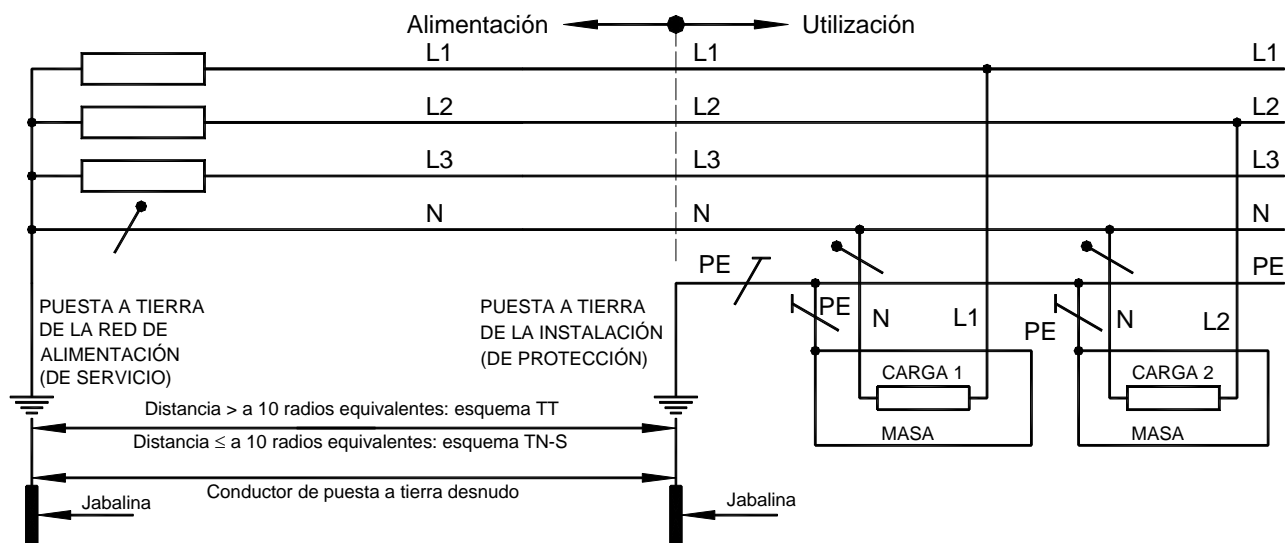 Alimentación
Utilización
L1
L1
L1
L2
L2
L2
L3
L3
L3
N
N
N
PE
PE
PE
N
L1
PE
N
L2
PUESTA A TIERRA
DE LA RED DE
ALIMENTACIÓN
(DE SERVICIO)
PUESTA A TIERRA
DE LA INSTALACIÓN
(DE PROTECCIÓN)
CARGA 1
MASA
CARGA 2
MASA
Distancia > a 10 radios equivalentes: esquema TT
Distancia ≤ a 10 radios equivalentes: esquema TN-S
Conductor de puesta a tierra desnudo
Jabalina
Jabalina